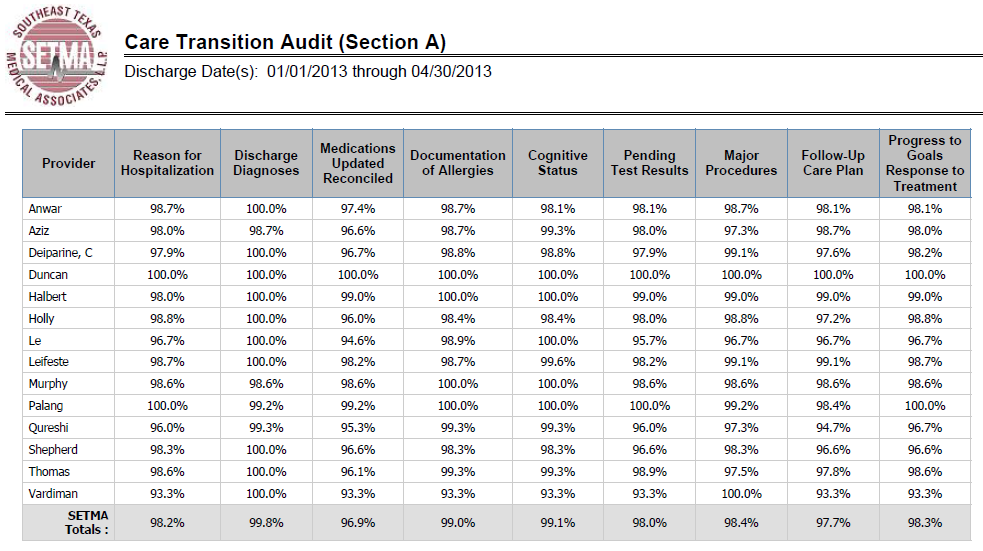 SOUTHEAST TEXAS
SETMA
MEDICAL ASSOCIATES, L.L.P.
Care Transition Audit (Section A)
Discharge Date(s): 01/01/2013 through 04/30/2013
Provider Reason for Hospitalization Discharge Diagnoses Medications Updated Reconciled Documentation of Allergies Cognitive Status Pending Test Results Major Procedures Follow-Up Care Plan Progress to Goals Response to Treatment
Anwar 98.7% 100.0% 97.4% 98.7% 98.1% 98.1% 98.7% 98.1% 98.1%
Aziz 98.0% 98.7% 96.6% 98.7% 99.3% 98.0% 97.3% 98.7% 98.0%
Deiparine, C 97.9% 100.0% 96.7% 98.8% 98.8% 97.9% 99.1% 97.6% 98.2%
Duncan 100.0% 100.0% 100.0% 100.0% 100.0% 100.0% 100.0% 100.0% 100.0%
Halbert 98.0% 100.0% 99.0% 100.0% 100.0% 99.0% 99.0% 99.0% 99.0%
Holly 98.8% 100.0% 96.0% 98.4% 98.4% 98.0% 98.8% 97.2% 98.8%
Le 96.7% 100.0% 94.6% 98.9% 100.0% 95.7% 96.7% 96.7% 96.7%
Leifeste 98.7% 100.0% 98.2% 98.7% 99.6% 98.2% 99.1% 99.1% 98.7%
Murphy 98.6% 98.6% 98.6% 100.0% 100.0% 98.6% 98.6% 98.6% 98.6%
Palang 100.0% 99.2% 99.2% 100.0% 100.0% 100.0% 99.2% 98.4% 100.0%
Qureshi 96.0% 99.3% 95.3% 99.3% 99.3% 96.0% 97.3% 94.7% 96.7%
Shepherd 98.3% 100.0% 96.6% 98.3% 98.3% 96.6% 98.3% 96.6% 96.6%
Thomas 98.6% 100.0% 96.1% 99.3% 99.3% 98.9% 97.5% 97.8% 98.6%
Vardiman 93.3% 100.0% 93.3% 93.3% 93.3% 93.3% 100.0% 93.3% 93.3%
SETMA Totals : 98.2% 99.8% 96.9% 99.0% 99.1% 98.0% 98.4% 97.7% 98.3%